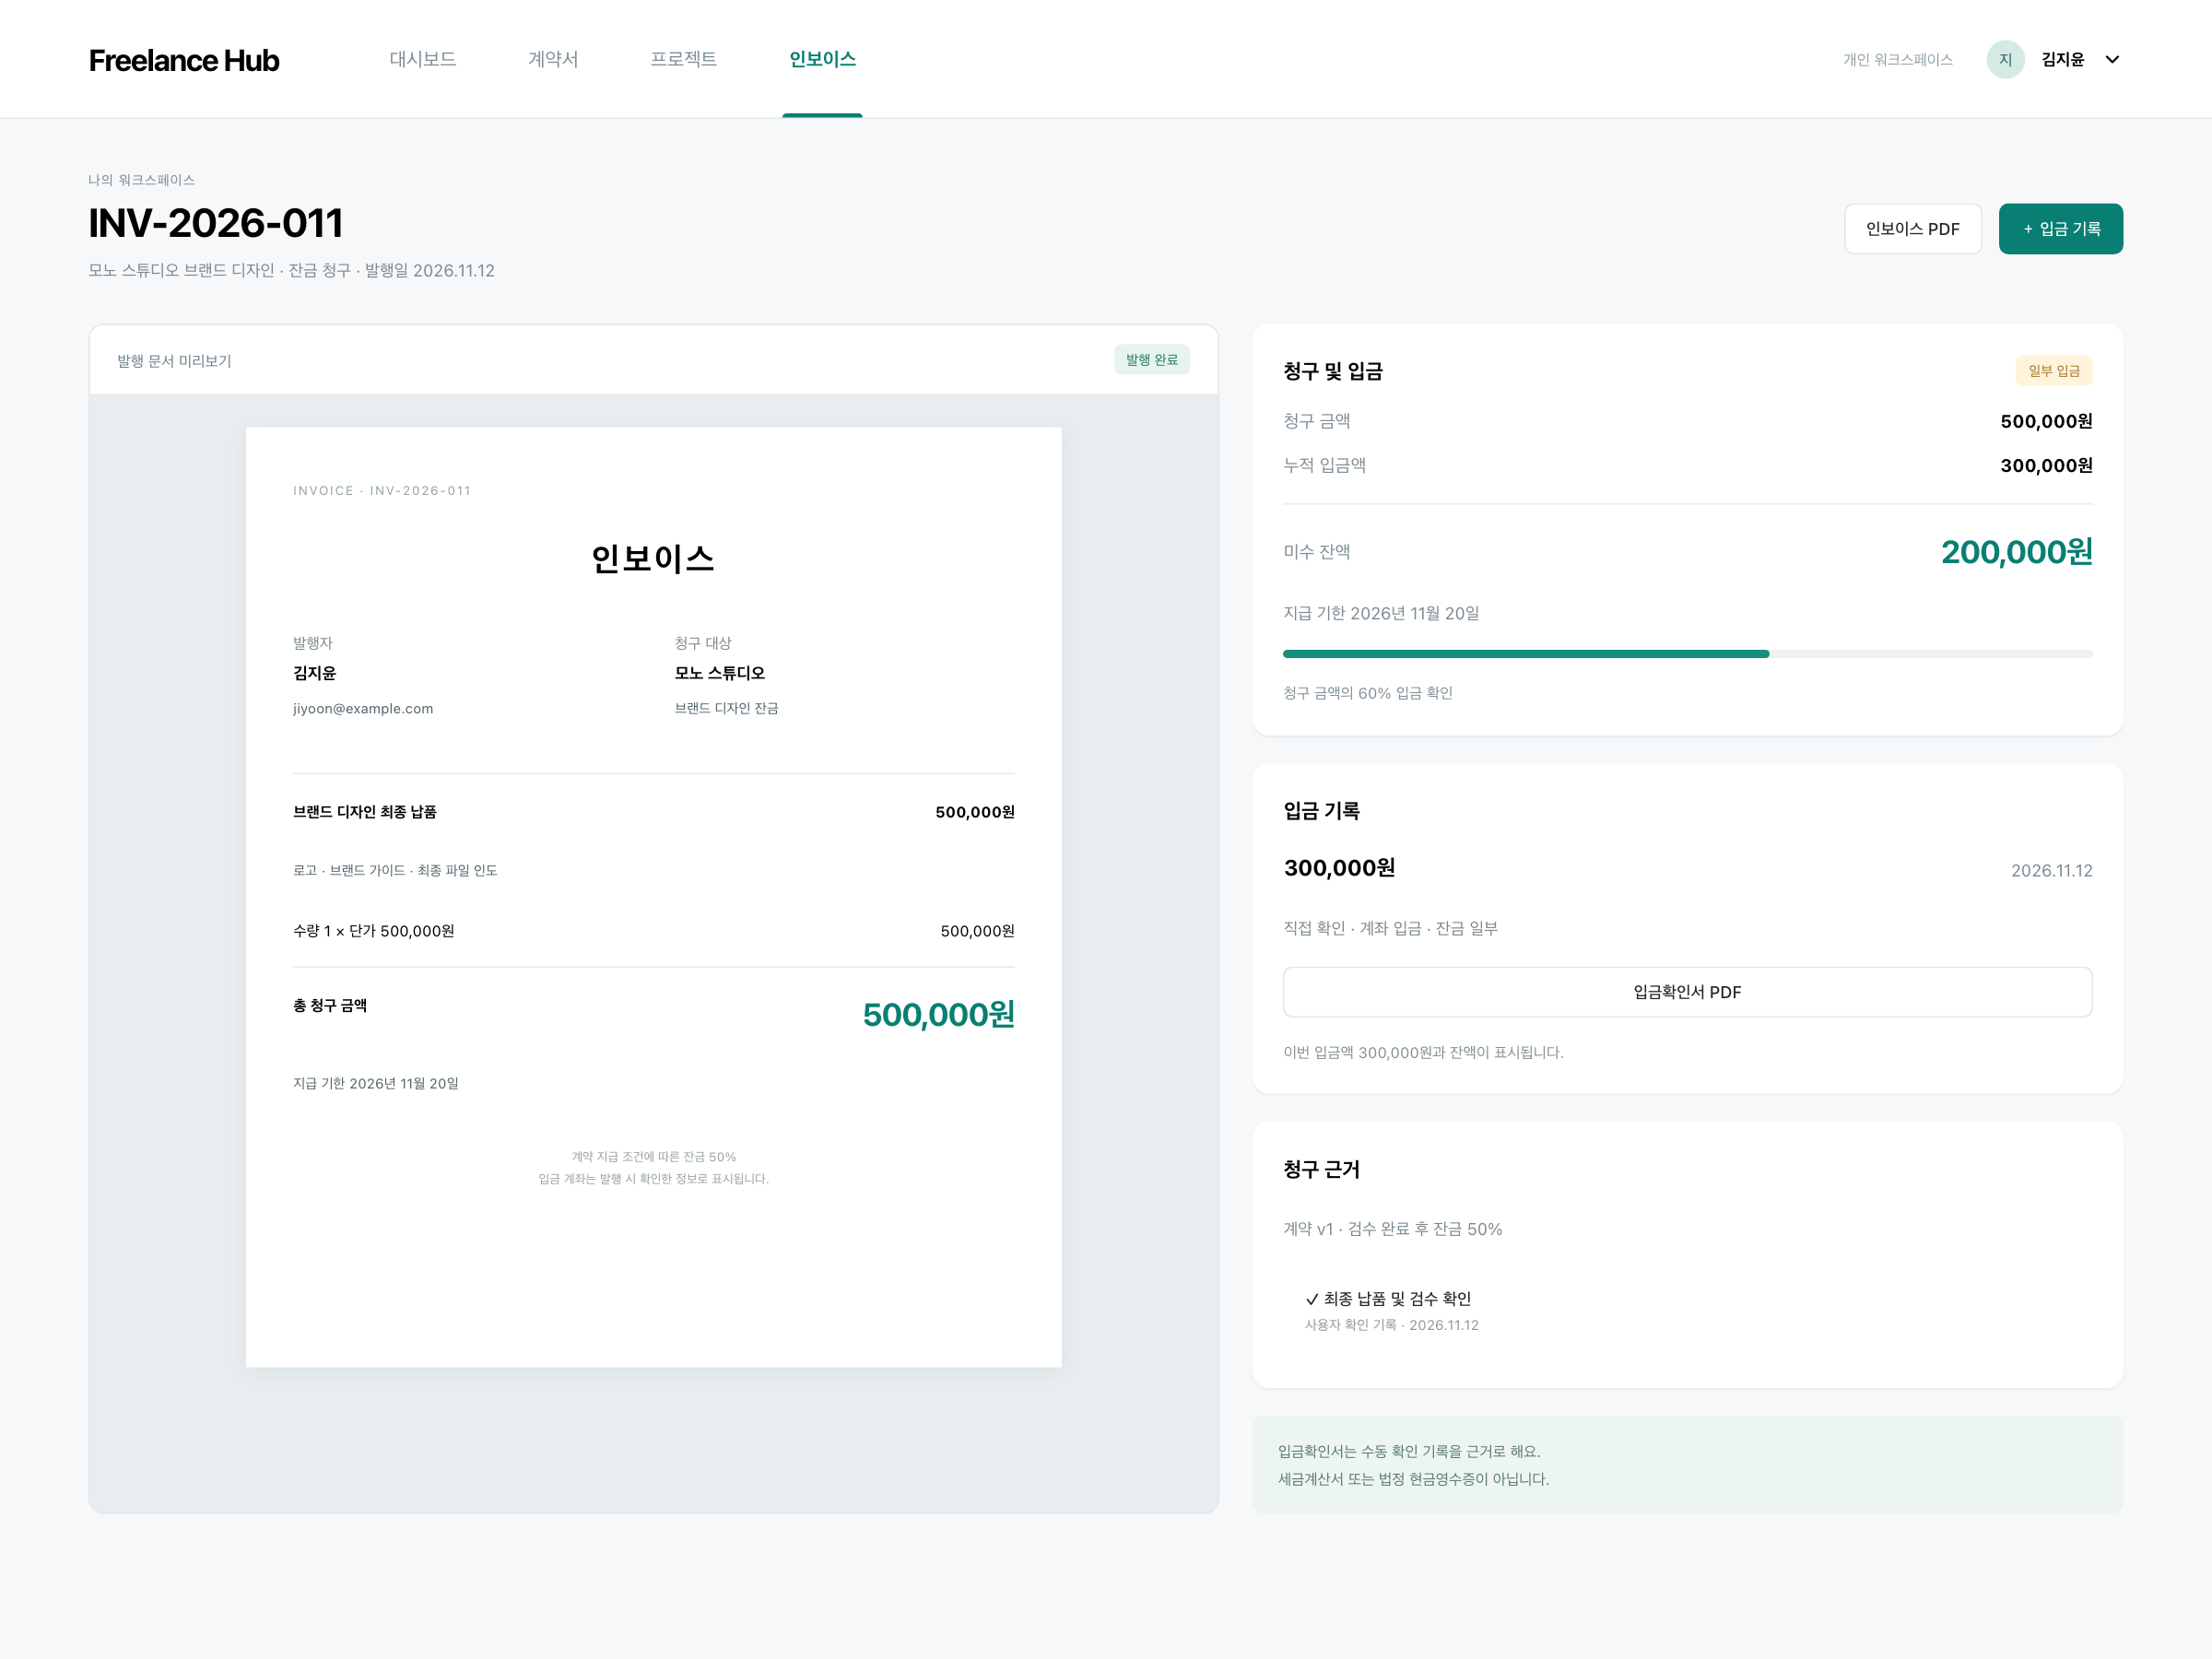 Freelance Hub
대시보드 계약서 프로젝트 인보이스
개인 워크스페이스 지 김지윤
나의 워크스페이스
INV-2026-011
모노 스튜디오 브랜드 디자인 · 잔금 청구 · 발행일 2026.11.12
인보이스 PDF
+ 입금 기록
발행 문서 미리보기
발행 완료
INVOICE · INV-2026-011
인보이스
발행자
김지윤
jiyoon@example.com
청구 대상
모노 스튜디오
브랜드 디자인 잔금
브랜드 디자인 최종 납품 500,000원
로고 · 브랜드 가이드 · 최종 파일 인도
수량 1 × 단가 500,000원 500,000원
총 청구 금액 500,000원
지급 기한 2026년 11월 20일
계약 지급 조건에 따른 잔금 50%
입금 계좌는 발행 시 확인한 정보로 표시됩니다.
청구 및 입금
일부 입금
청구 금액 500,000원
누적 입금액 300,000원
미수 잔액 200,000원
지급 기한 2026년 11월 20일
청구 금액의 60% 입금 확인
입금 기록
300,000원 2026.11.12
직접 확인 · 계좌 입금 · 잔금 일부
입금확인서 PDF
이번 입금액 300,000원과 잔액이 표시됩니다.
청구 근거
계약 v1 · 검수 완료 후 잔금 50%
✓ 최종 납품 및 검수 확인
사용자 확인 기록 · 2026.11.12
입금확인서는 수동 확인 기록을 근거로 해요.
세금계산서 또는 법정 현금영수증이 아닙니다.